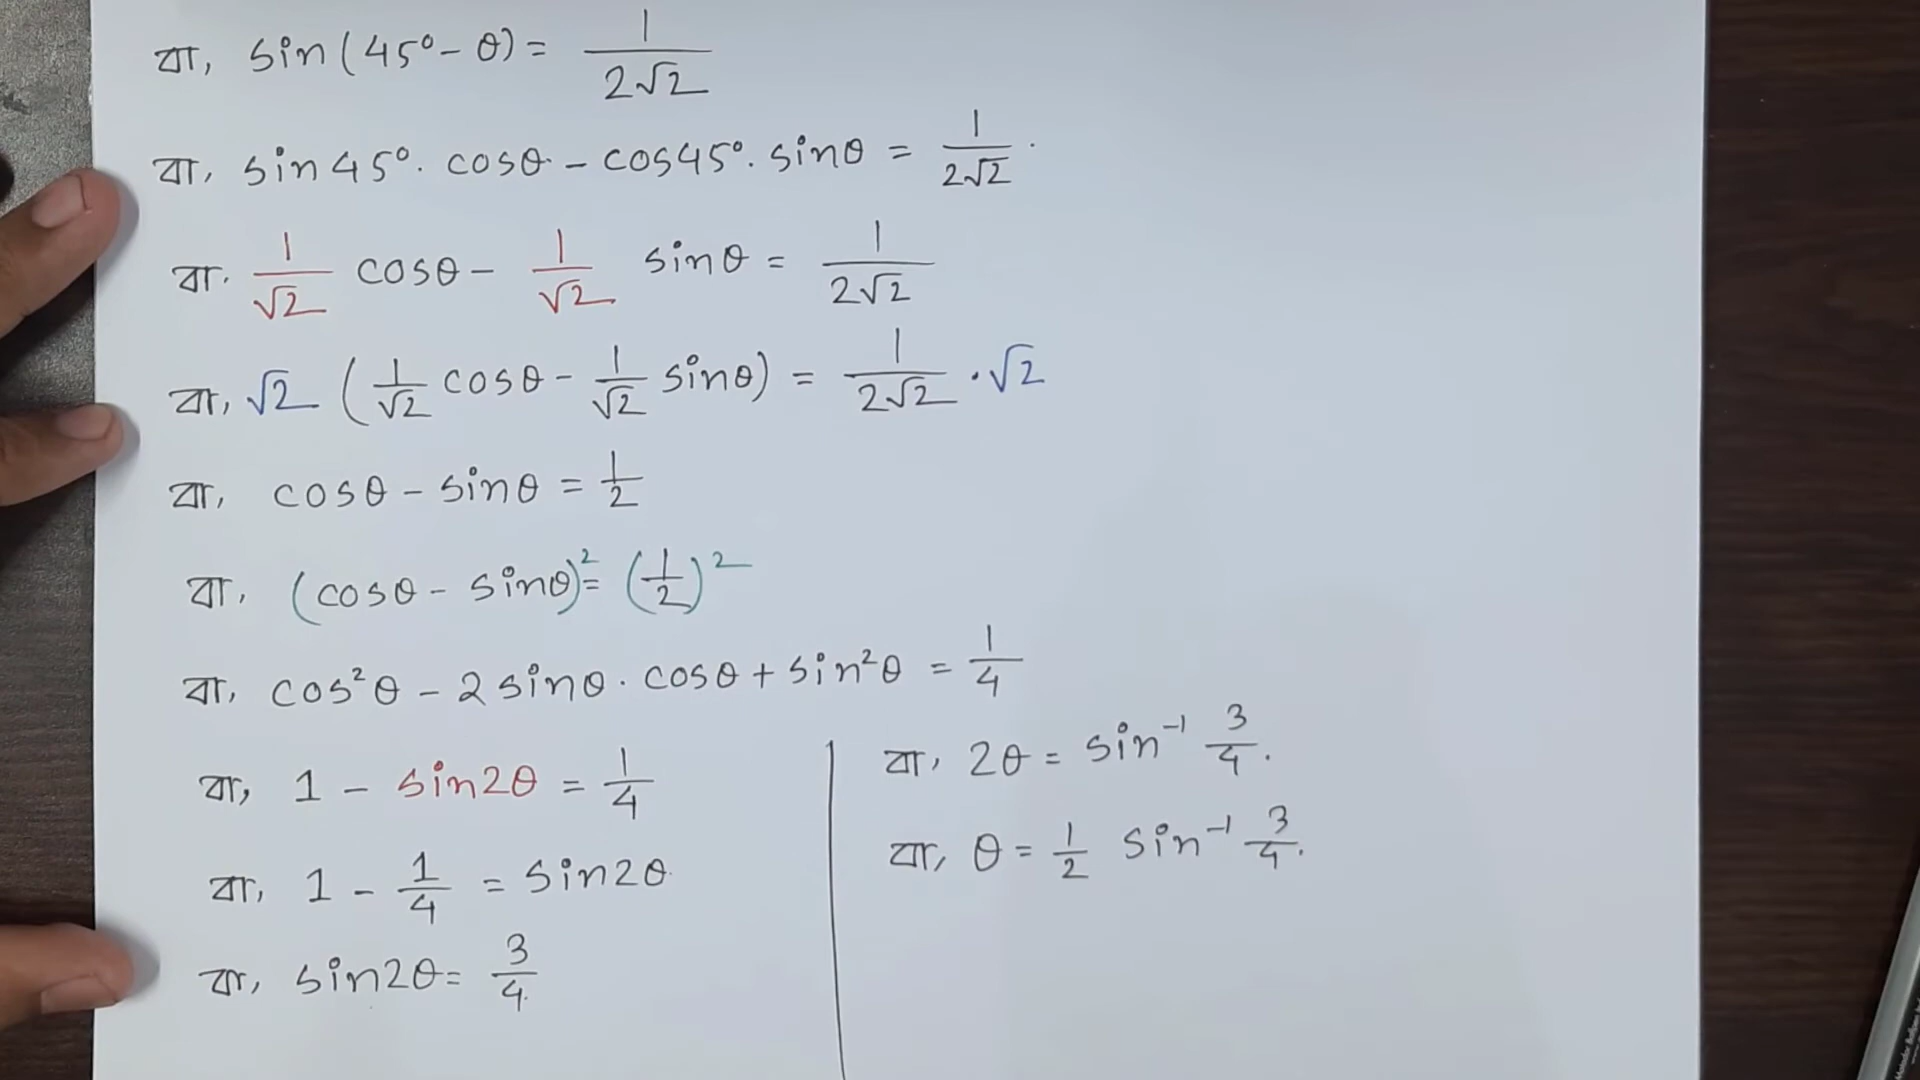 বা, sin(45° - θ) = 1/2√2
বা, sin45°. cosθ - cos45°. sinθ = 1/2√2.
বা. 1/√2 cosθ - 1/√2 sinθ = 1/2√2
বা, √2 (1/√2 cosθ - 1/√2 sinθ) = 1/2√2 . √2
বা, cosθ - sinθ = 1/2
বা, (cosθ - sinθ)² = (1/2)²
বা, cos²θ - 2sinθ . cosθ + sin²θ = 1/4
বা, 1 - sin2θ = 1/4
বা, 1 - 1/4 = sin2θ
বা, sin2θ = 3/4
বা, 2θ = sin⁻¹ 3/4.
বা, θ = 1/2 sin⁻¹ 3/4.